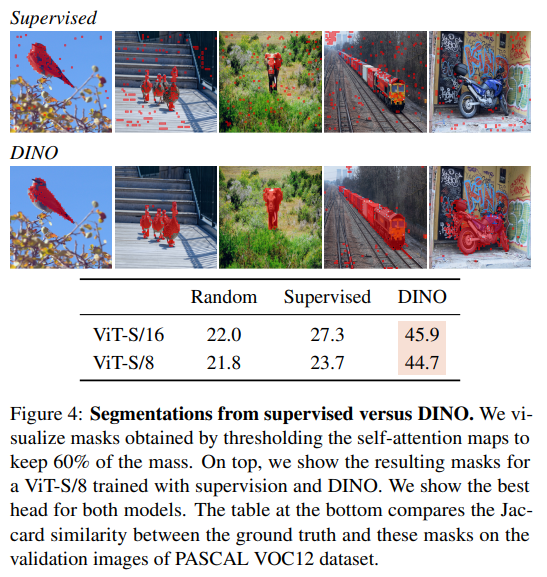 Supervised
DINO
Random Supervised DINO
ViT-S/16 22.0 27.3 45.9
ViT-S/8 21.8 23.7 44.7
Figure 4: Segmentations from supervised versus DINO. We vi-
sualize masks obtained by thresholding the self-attention maps to
keep 60% of the mass. On top, we show the resulting masks for
a ViT-S/8 trained with supervision and DINO. We show the best
head for both models. The table at the bottom compares the Jac-
card similarity between the ground truth and these masks on the
validation images of PASCAL VOC12 dataset.